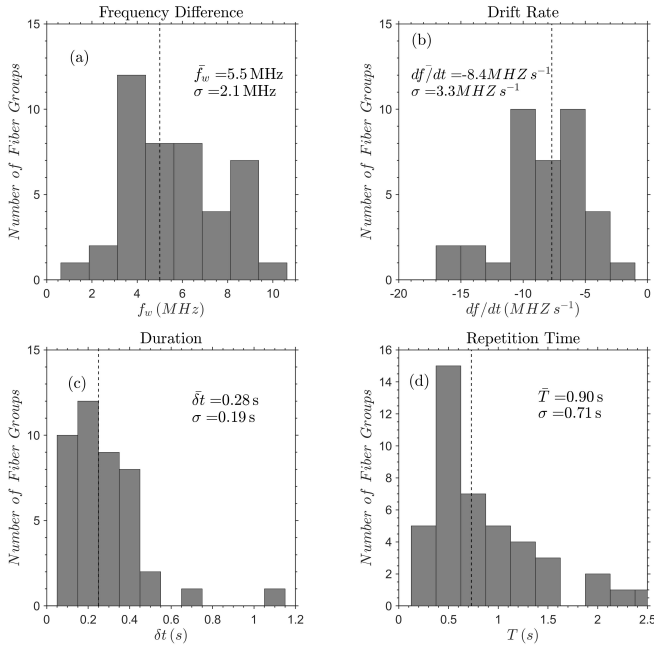 Frequency Difference
15
(a)
f̄_w =5.5 MHz
σ =2.1 MHz
10
5
0
0 2 4 6 8 10
Number of Fiber Groups
f_w (MHz)
Drift Rate
15
(b)
df/dt̄ =-8.4MHZ s⁻¹
σ =3.3MHZ s⁻¹
10
5
0
-20 -15 -10 -5 0
Number of Fiber Groups
df/dt (MHZ s⁻¹)
Duration
15
(c)
δ̄t =0.28 s
σ =0.19 s
10
5
0
0 0.2 0.4 0.6 0.8 1 1.2
Number of Fiber Groups
δt (s)
Repetition Time
16
(d)
T̄ =0.90 s
σ =0.71 s
14
12
10
8
6
4
2
0
0 0.5 1 1.5 2 2.5
Number of Fiber Groups
T (s)